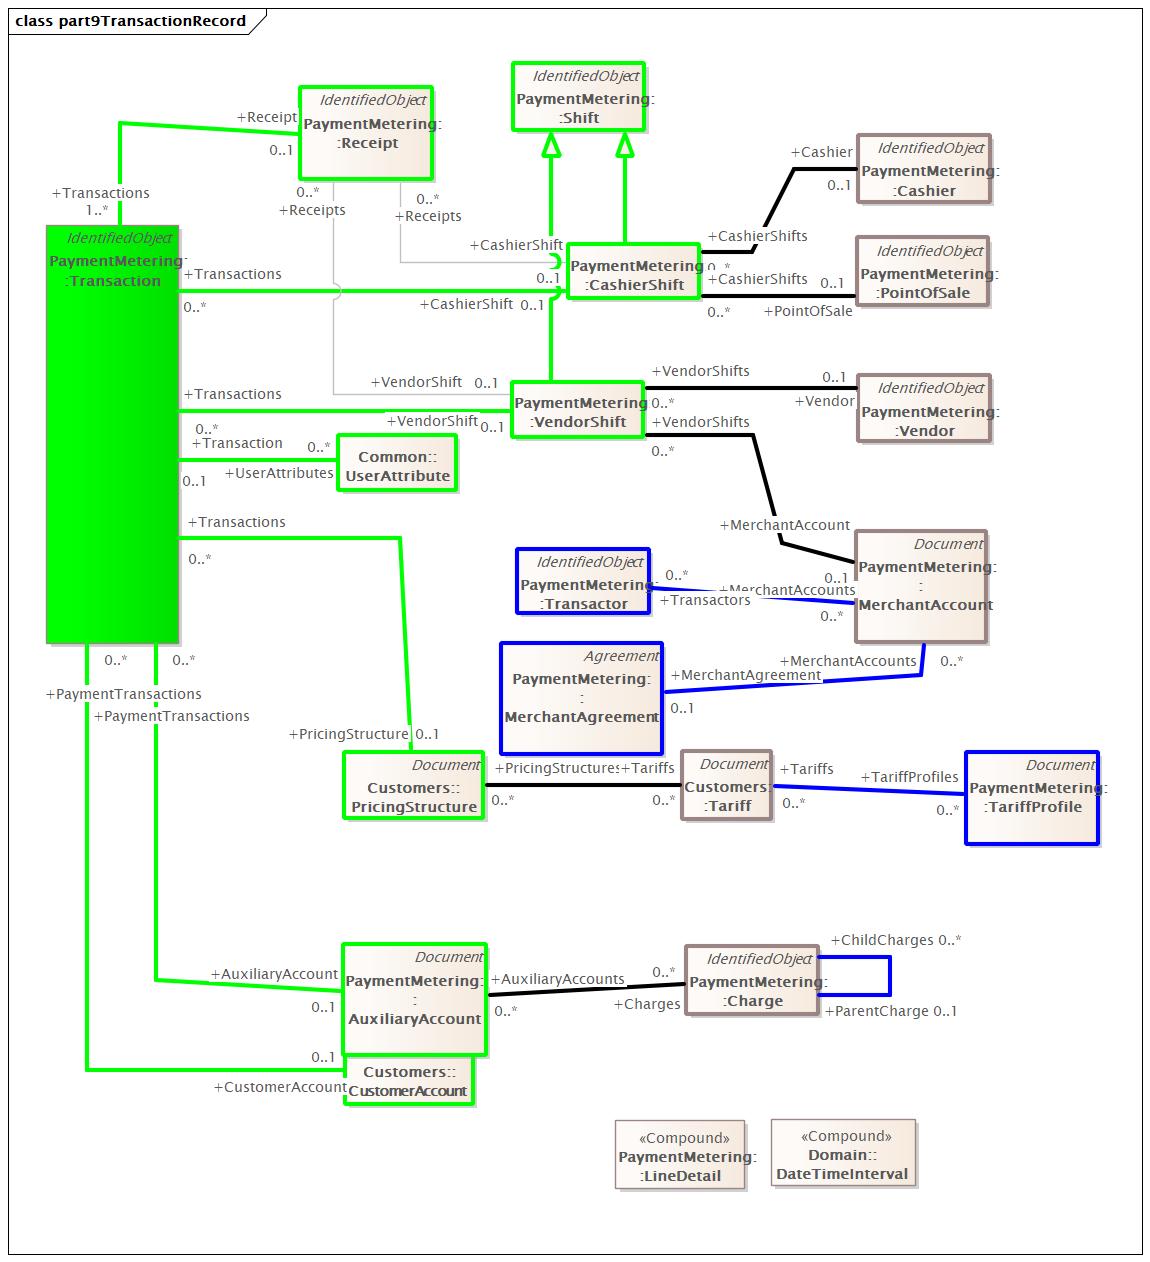 class part9TransactionRecord
IdentifiedObject
PaymentMetering:
:Shift
IdentifiedObject
PaymentMetering:
:Receipt
+Receipt
0..1
+Transactions
1..*
0..*
+Receipts
0..*
+Receipts
IdentifiedObject
PaymentMetering:
:Cashier
+Cashier
0..1
+CashierShifts
0..*
IdentifiedObject
PaymentMetering:
:Transaction
+CashierShift
0..1
PaymentMetering:
:CashierShift
+CashierShifts
0..*
0..1
+PointOfSale
IdentifiedObject
PaymentMetering:
:PointOfSale
+Transactions
0..*
+CashierShift 0..1
+VendorShift 0..1
+Transactions
0..*
+VendorShift
0..1
PaymentMetering:
:VendorShift
+VendorShifts
0..*
0..1
+Vendor
IdentifiedObject
PaymentMetering:
:Vendor
+VendorShifts
0..*
+Transaction
0..1
0..*
+UserAttributes
Common::
UserAttribute
+Transactions
0..*
+MerchantAccount
0..1
Document
PaymentMetering:
:
MerchantAccount
IdentifiedObject
PaymentMetering:
:Transactor
0..*
+Transactors
+MerchantAccounts
0..*
Agreement
PaymentMetering:
:
MerchantAgreement
+MerchantAgreement
0..1
+MerchantAccounts
0..*
0..*
0..*
+PaymentTransactions
+PaymentTransactions
+PricingStructure 0..1
Document
Customers::
PricingStructure
+PricingStructures
0..*
+Tariffs
0..*
Document
Customers:
:Tariff
+Tariffs
0..*
+TariffProfiles
0..*
Document
PaymentMetering:
:TariffProfile
+AuxiliaryAccount
0..1
Document
PaymentMetering:
:
AuxiliaryAccount
+AuxiliaryAccounts
0..*
0..*
+Charges
IdentifiedObject
PaymentMetering:
:Charge
+ChildCharges 0..*
+ParentCharge 0..1
0..1
+CustomerAccount
Customers::
CustomerAccount
«Compound»
PaymentMetering:
:LineDetail
«Compound»
Domain::
DateTimeInterval